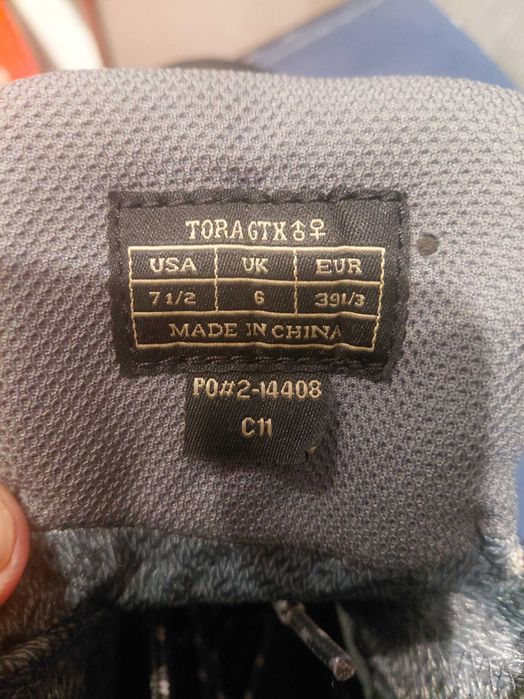 TORA GTX ♂♀
USA UK EUR
7 1/2 6 39 1/3
MADE IN CHINA
PO#2-14408
C11